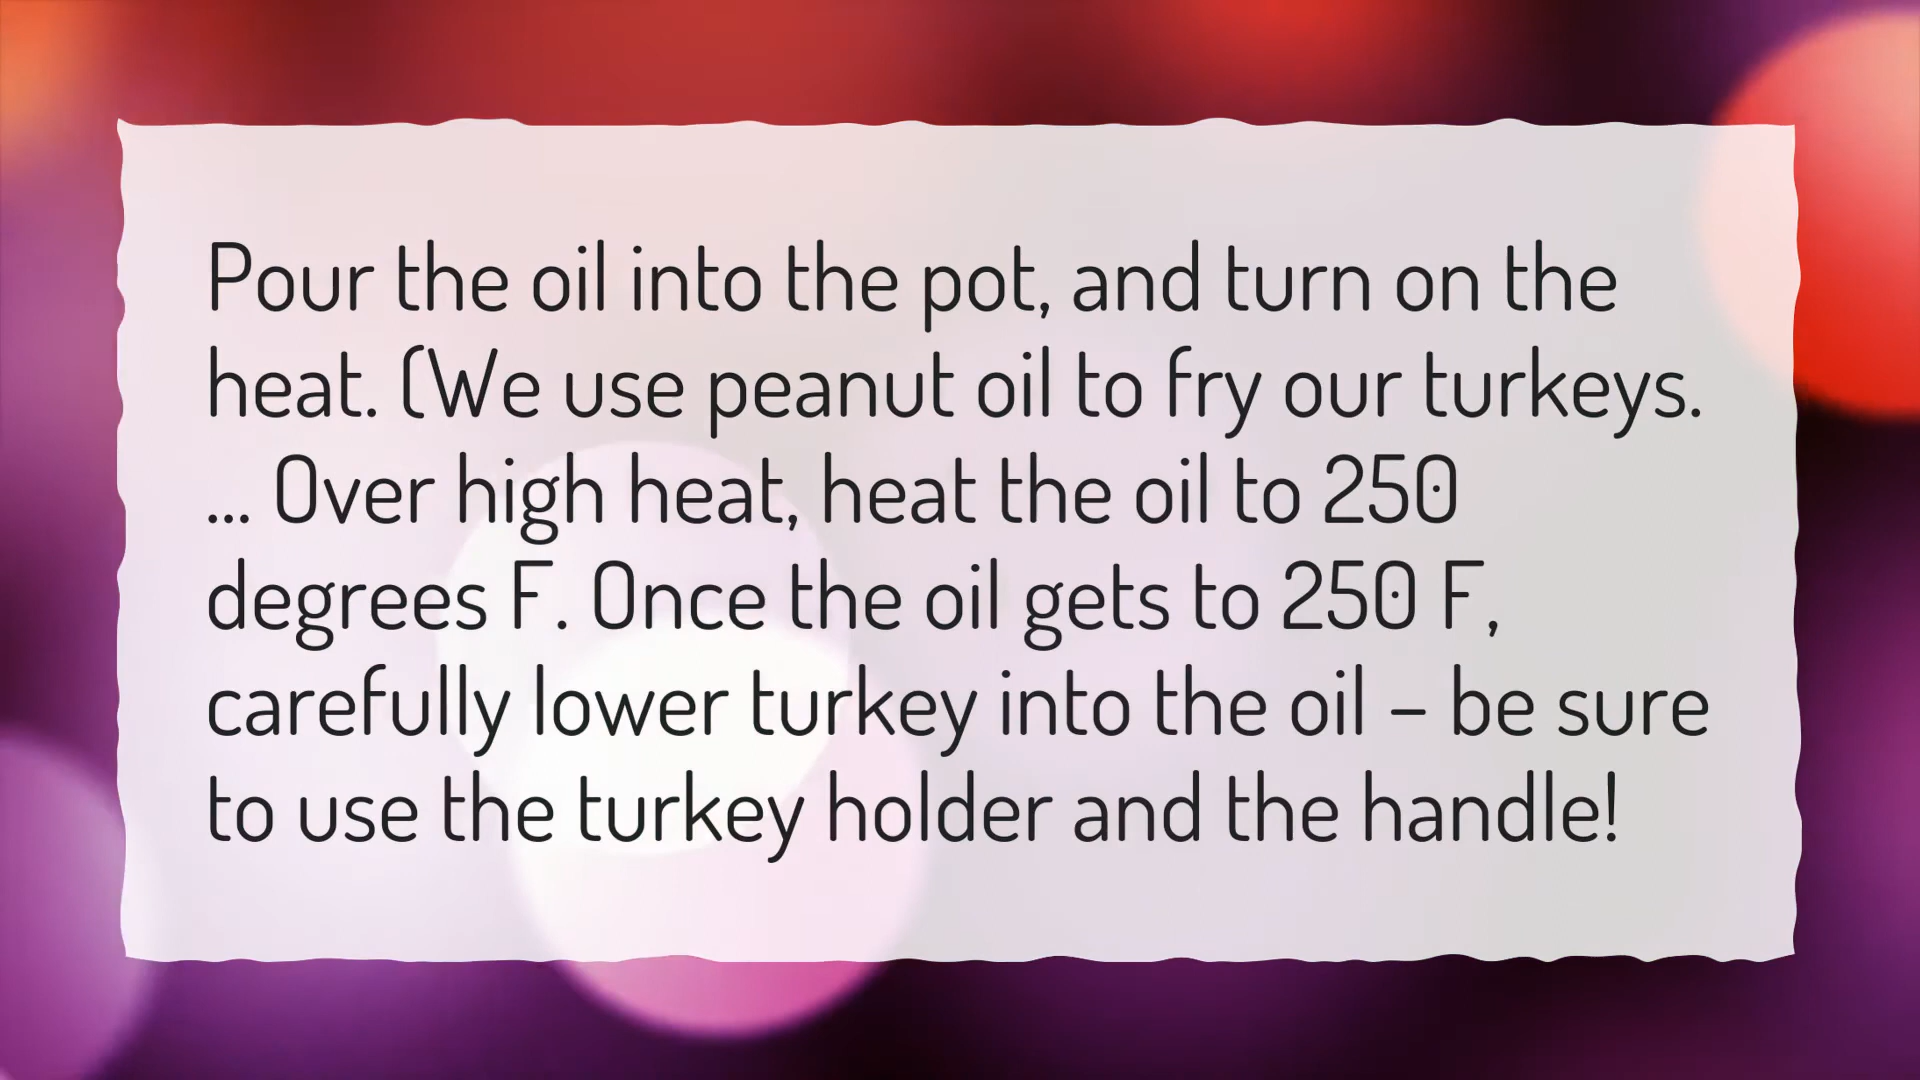 Pour the oil into the pot, and turn on the
heat. (We use peanut oil to fry our turkeys.
... Over high heat, heat the oil to 250
degrees F. Once the oil gets to 250 F,
carefully lower turkey into the oil – be sure
to use the turkey holder and the handle!